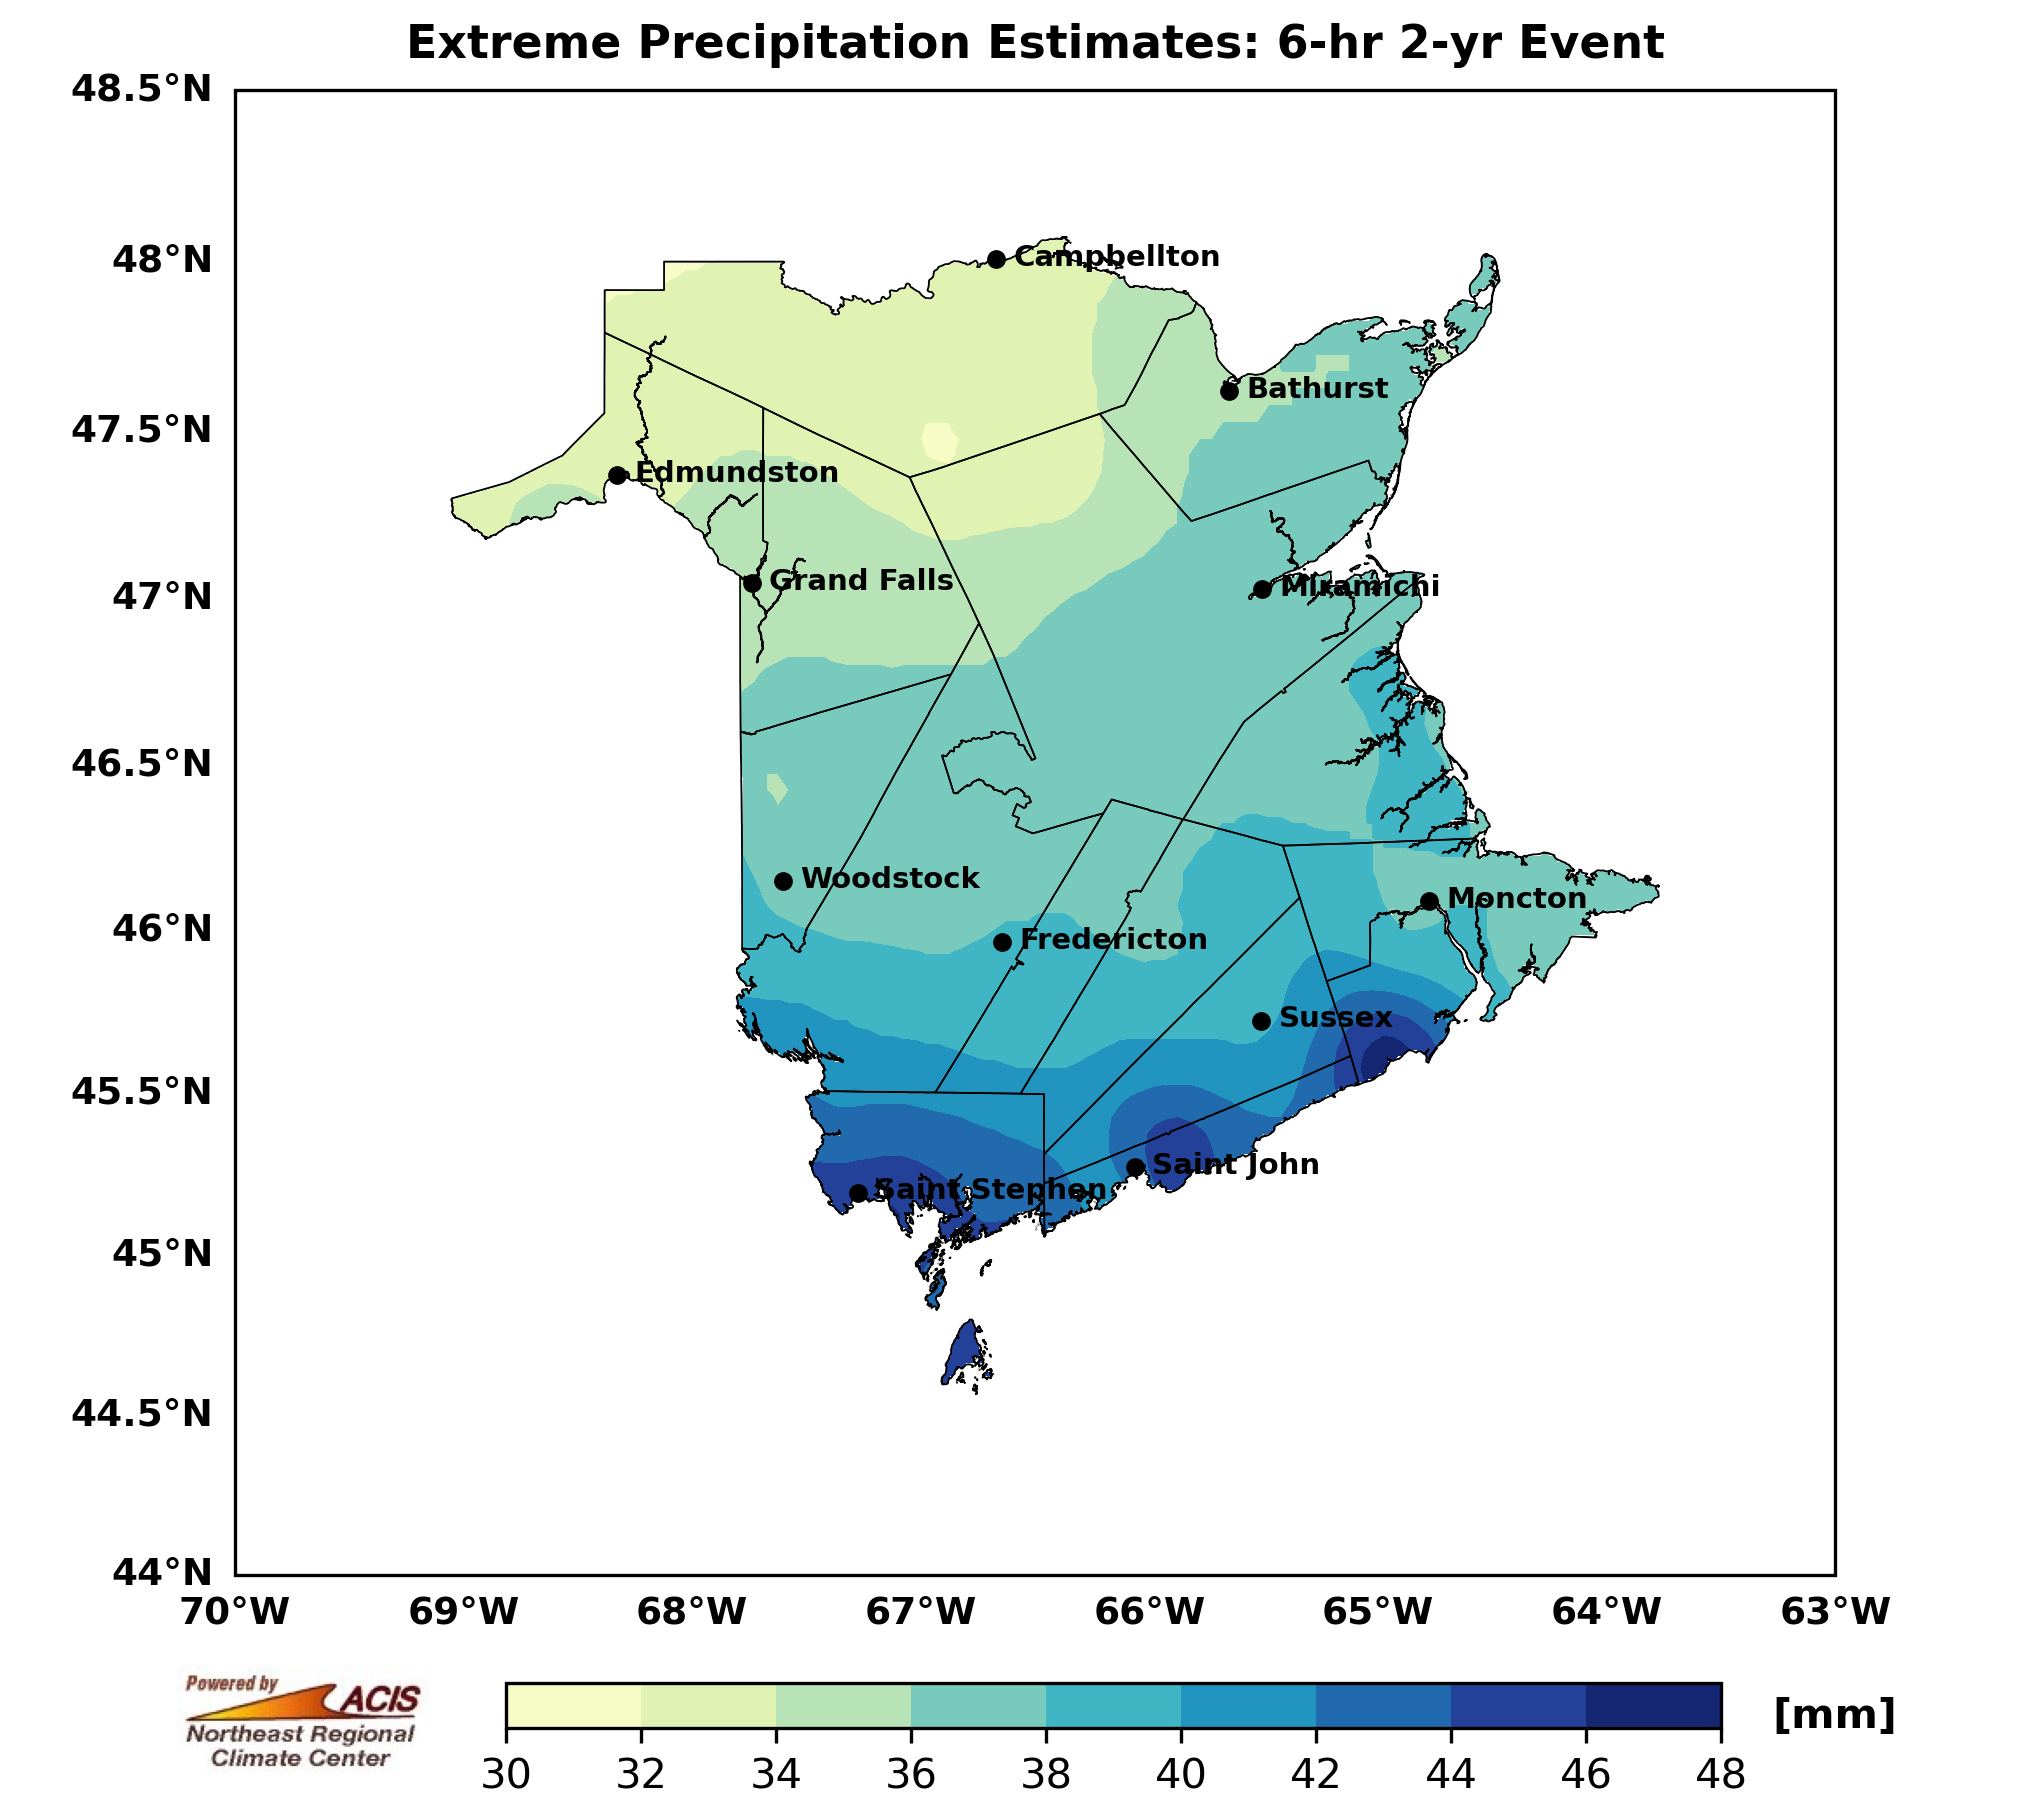 Extreme Precipitation Estimates: 6-hr 2-yr Event
48.5°N
48°N
47.5°N
47°N
46.5°N
46°N
45.5°N
45°N
44.5°N
44°N
Campbellton
Bathurst
Edmundston
Grand Falls
Miramichi
Woodstock
Moncton
Fredericton
Sussex
Saint John
Saint Stephen
70°W 69°W 68°W 67°W 66°W 65°W 64°W 63°W
Powered by
ACIS
Northeast Regional
Climate Center
[mm]
30 32 34 36 38 40 42 44 46 48